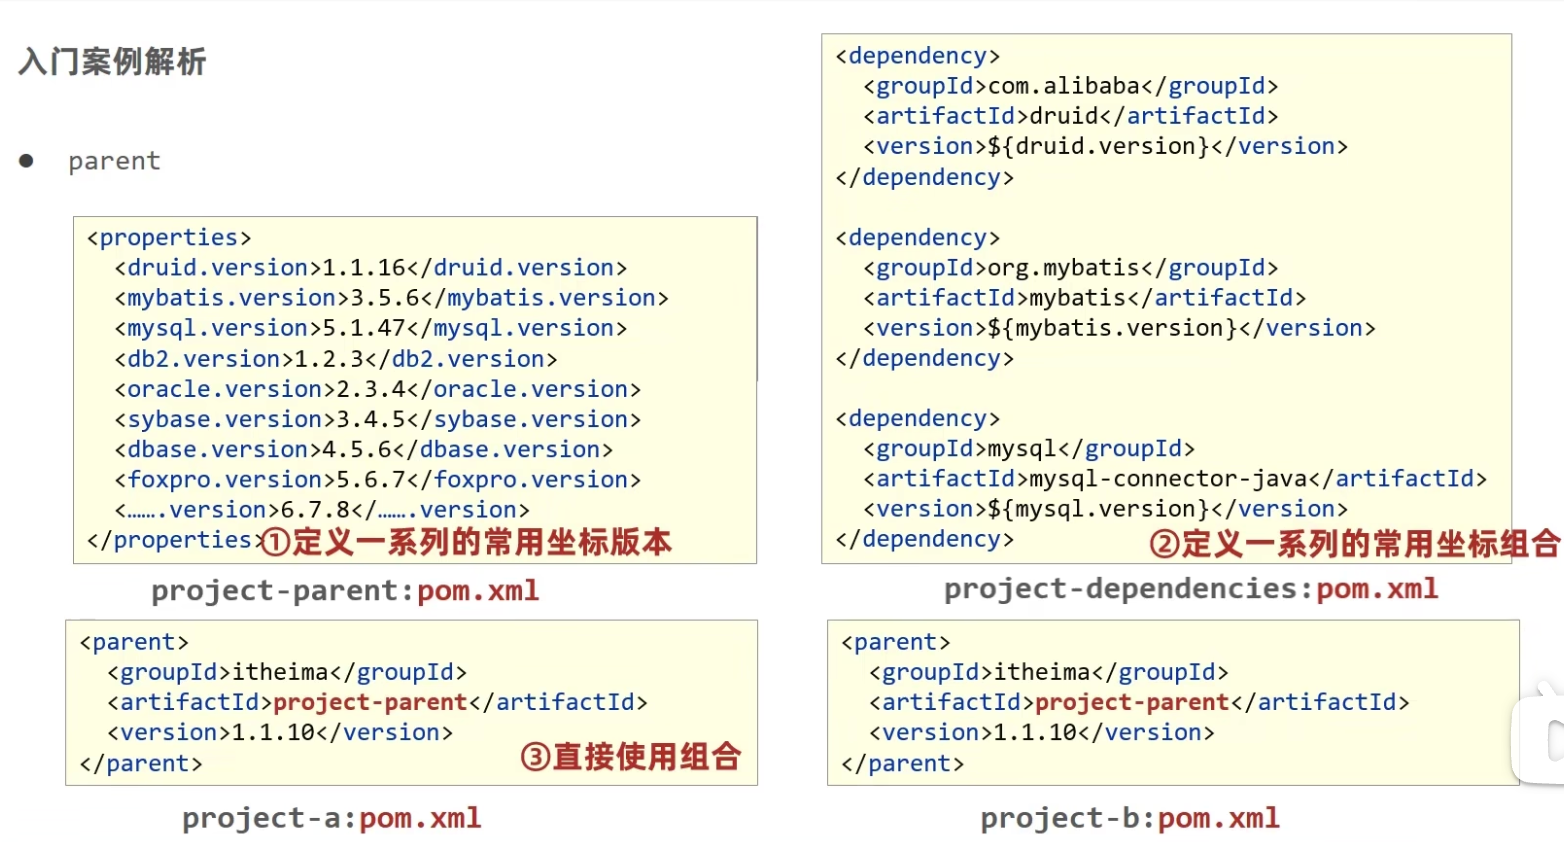 入门案例解析
● parent
<properties>
<druid.version>1.1.16</druid.version>
<mybatis.version>3.5.6</mybatis.version>
<mysql.version>5.1.47</mysql.version>
<db2.version>1.2.3</db2.version>
<oracle.version>2.3.4</oracle.version>
<sybase.version>3.4.5</sybase.version>
<dbase.version>4.5.6</dbase.version>
<foxpro.version>5.6.7</foxpro.version>
<…….version>6.7.8</…….version>
</properties>
①定义一系列的常用坐标版本
project-parent:pom.xml
<dependency>
<groupId>com.alibaba</groupId>
<artifactId>druid</artifactId>
<version>${druid.version}</version>
</dependency>
<dependency>
<groupId>org.mybatis</groupId>
<artifactId>mybatis</artifactId>
<version>${mybatis.version}</version>
</dependency>
<dependency>
<groupId>mysql</groupId>
<artifactId>mysql-connector-java</artifactId>
<version>${mysql.version}</version>
</dependency>
②定义一系列的常用坐标组合
project-dependencies:pom.xml
<parent>
<groupId>itheima</groupId>
<artifactId>project-parent</artifactId>
<version>1.1.10</version>
</parent>
③直接使用组合
project-a:pom.xml
<parent>
<groupId>itheima</groupId>
<artifactId>project-parent</artifactId>
<version>1.1.10</version>
</parent>
project-b:pom.xml